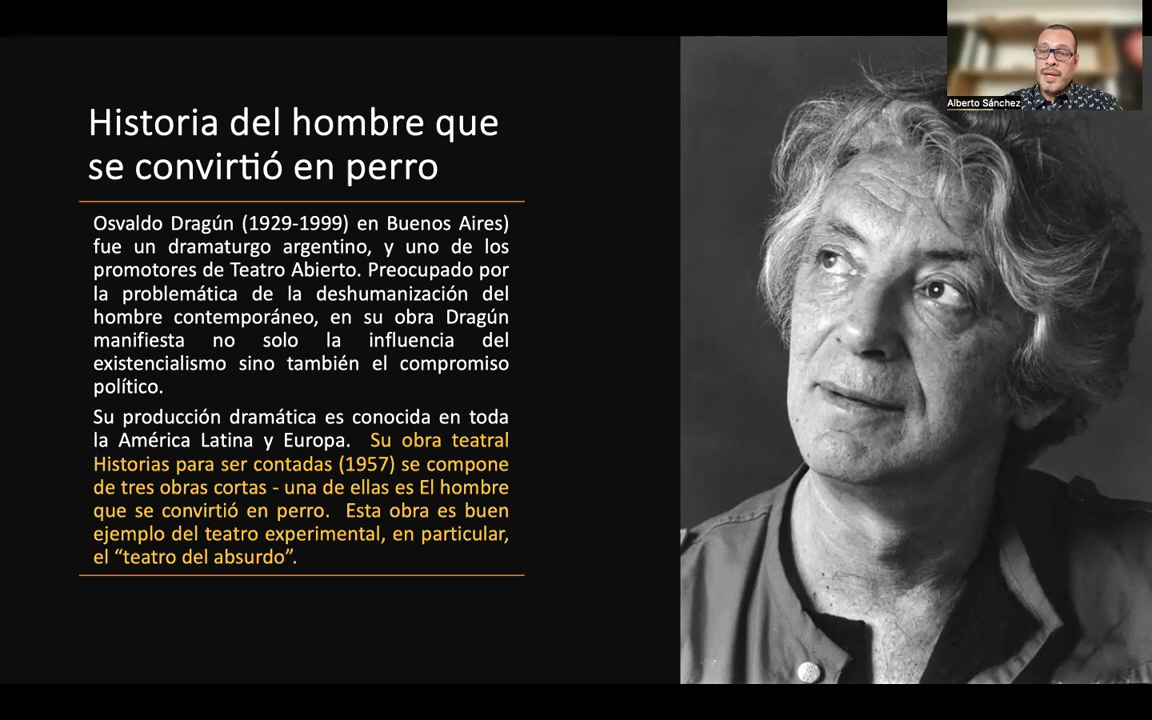 Historia del hombre que
se convirtió en perro
Osvaldo Dragún (1929-1999) en Buenos Aires)
fue un dramaturgo argentino, y uno de los
promotores de Teatro Abierto. Preocupado por
la problemática de la deshumanización del
hombre contemporáneo, en su obra Dragún
manifiesta no solo la influencia del
existencialismo sino también el compromiso
político.
Su producción dramática es conocida en toda
la América Latina y Europa. Su obra teatral
Historias para ser contadas (1957) se compone
de tres obras cortas - una de ellas es El hombre
que se convirtió en perro. Esta obra es buen
ejemplo del teatro experimental, en particular,
el “teatro del absurdo”.
Alberto Sánchez